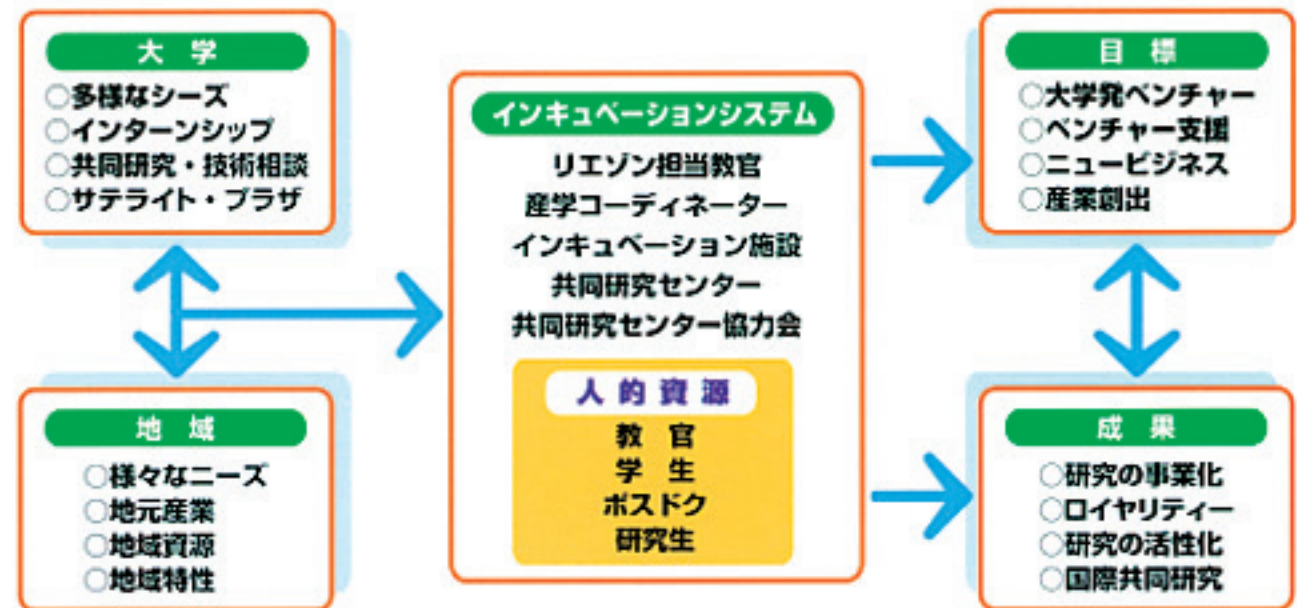 大学
○多様なシーズ
○インターンシップ
○共同研究・技術相談
○サテライト・プラザ
地域
○様々なニーズ
○地元産業
○地域資源
○地域特性
インキュベーションシステム
リエゾン担当教官
産学コーディネーター
インキュベーション施設
共同研究センター
共同研究センター協力会
人的資源
教官
学生
ポスドク
研究生
目標
○大学発ベンチャー
○ベンチャー支援
○ニュービジネス
○産業創出
成果
○研究の事業化
○ロイヤリティー
○研究の活性化
○国際共同研究